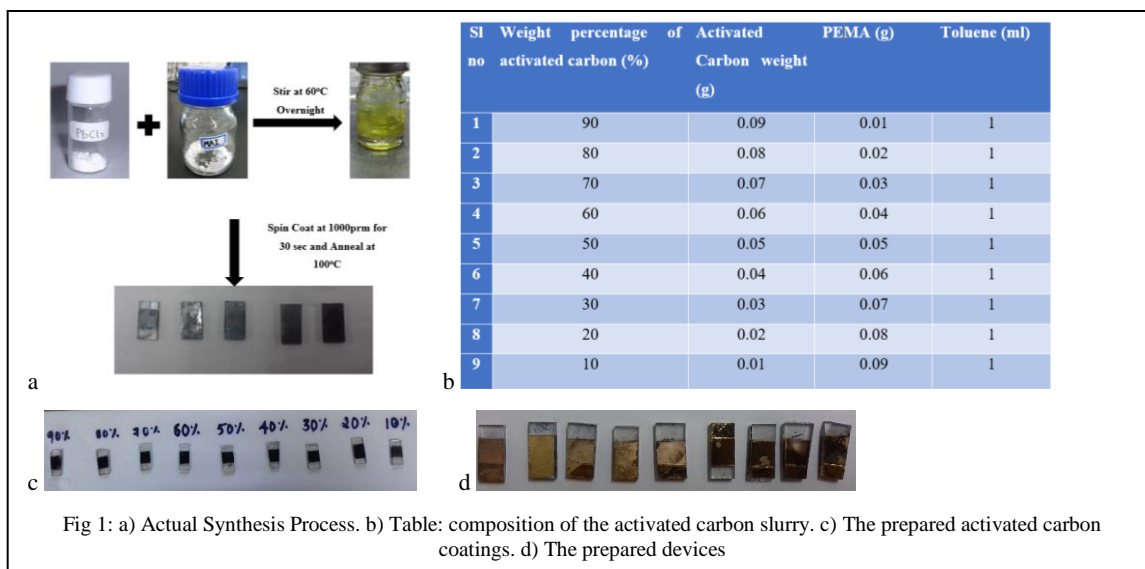 PbCl₂
MAI
Stir at 60°C
Overnight
Spin Coat at 1000prm for
30 sec and Anneal at
100°C
a
Sl no | Weight percentage of activated carbon (%) | Activated Carbon weight (g) | PEMA (g) | Toluene (ml)
1 | 90 | 0.09 | 0.01 | 1
2 | 80 | 0.08 | 0.02 | 1
3 | 70 | 0.07 | 0.03 | 1
4 | 60 | 0.06 | 0.04 | 1
5 | 50 | 0.05 | 0.05 | 1
6 | 40 | 0.04 | 0.06 | 1
7 | 30 | 0.03 | 0.07 | 1
8 | 20 | 0.02 | 0.08 | 1
9 | 10 | 0.01 | 0.09 | 1
b
90% 80% 70% 60% 50% 40% 30% 20% 10%
c
d
Fig 1: a) Actual Synthesis Process. b) Table: composition of the activated carbon slurry. c) The prepared activated carbon
coatings. d) The prepared devices